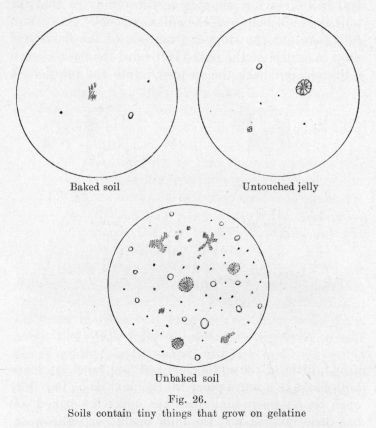 Baked soil
Untouched jelly
Unbaked soil
Fig. 26.
Soils contain tiny things that grow on gelatine